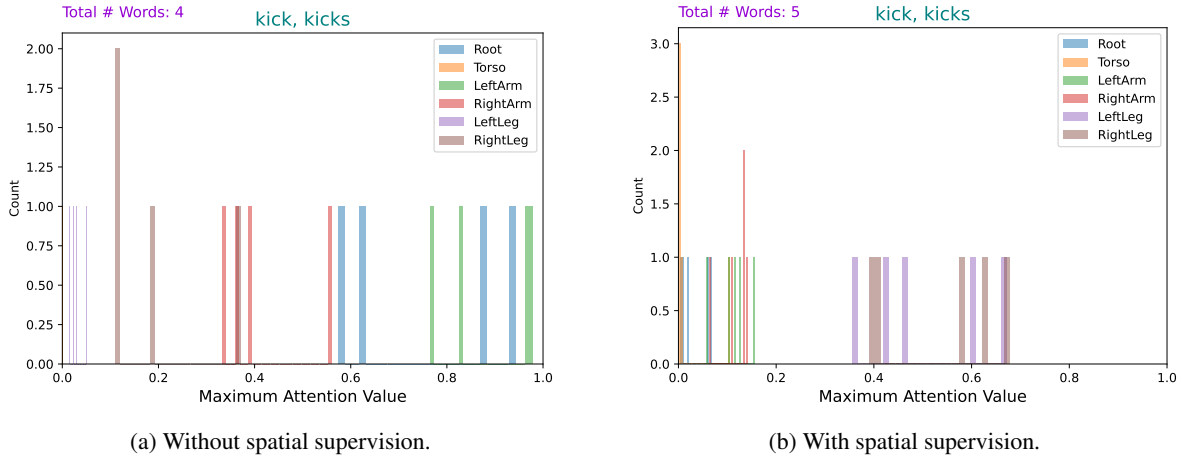 Total # Words: 4
kick, kicks
2.00
1.75
1.50
1.25
1.00
0.75
0.50
0.25
0.00
Count
Root
Torso
LeftArm
RightArm
LeftLeg
RightLeg
0.0 0.2 0.4 0.6 0.8 1.0
Maximum Attention Value
(a) Without spatial supervision.
Total # Words: 5
kick, kicks
3.0
2.5
2.0
1.5
1.0
0.5
0.0
Count
Root
Torso
LeftArm
RightArm
LeftLeg
RightLeg
0.0 0.2 0.4 0.6 0.8 1.0
Maximum Attention Value
(b) With spatial supervision.